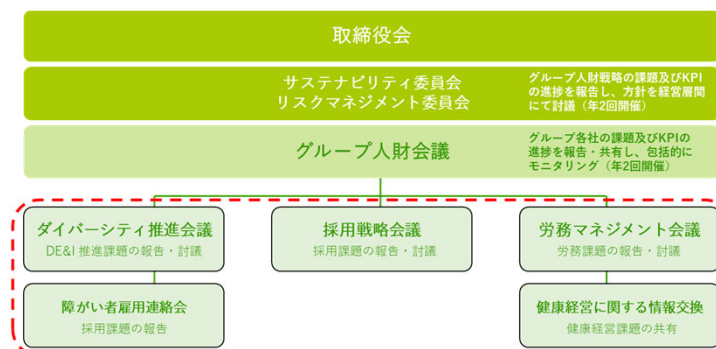 取締役会
サステナビリティ委員会
リスクマネジメント委員会
グループ人財戦略の課題及びKPI
の進捗を報告し、方針を経営層間
にて討議（年2回開催）
グループ人財会議
グループ各社の課題及びKPIの
進捗を報告・共有し、包括的に
モニタリング（年2回開催）
ダイバーシティ推進会議
DE&I 推進課題の報告・討議
採用戦略会議
採用課題の報告・討議
労務マネジメント会議
労務課題の報告・討議
障がい者雇用連絡会
採用課題の報告
健康経営に関する情報交換
健康経営課題の共有